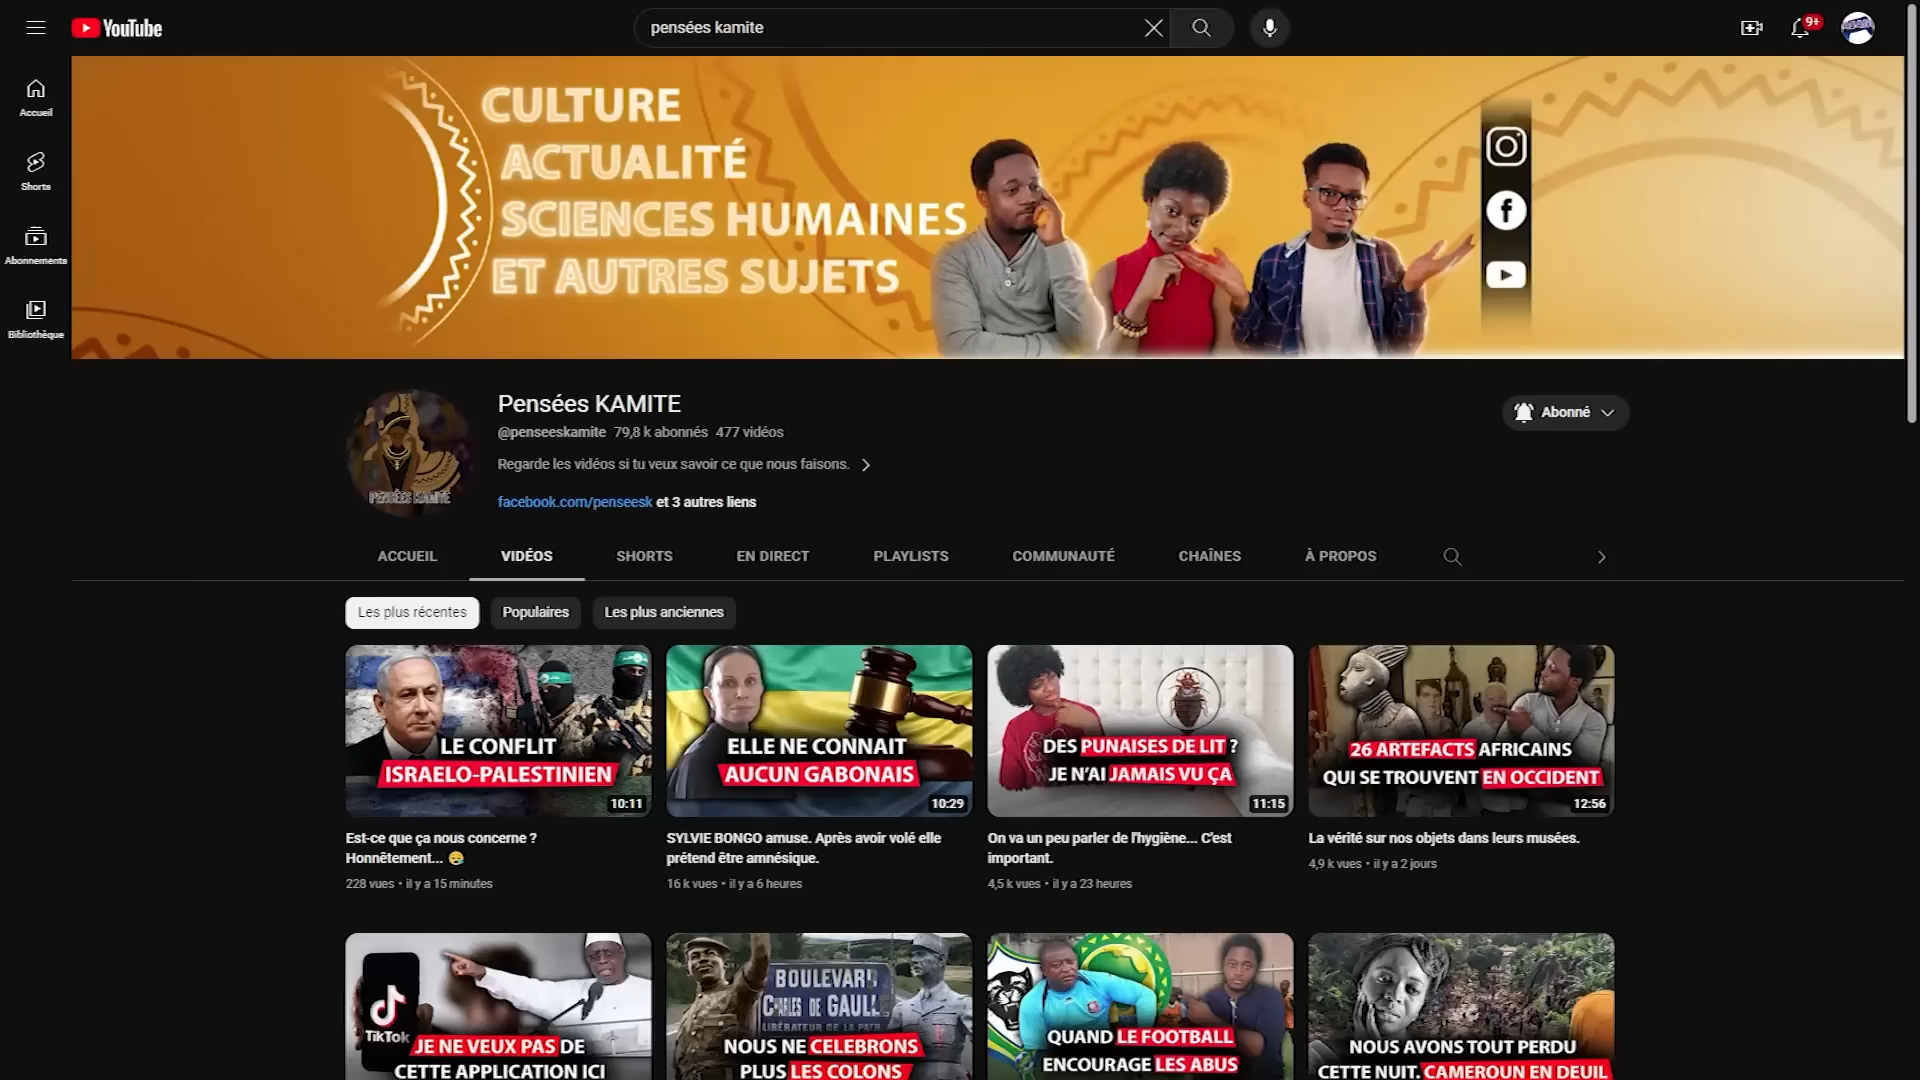 YouTube
pensées kamite
9+
Accueil
Shorts
Abonnements
Bibliothèque
CULTURE
ACTUALITÉ
SCIENCES HUMAINES
ET AUTRES SUJETS
PENSÉES KAMITE
Pensées KAMITE
@penseeskamite 79,8 k abonnés 477 vidéos
Regarde les vidéos si tu veux savoir ce que nous faisons.
facebook.com/penseesk et 3 autres liens
Abonné
ACCUEIL VIDÉOS SHORTS EN DIRECT PLAYLISTS COMMUNAUTÉ CHAÎNES À PROPOS
Les plus récentes Populaires Les plus anciennes
LE CONFLIT
ISRAELO-PALESTINIEN
10:11
Est-ce que ça nous concerne ?
Honnêtement... 😪
228 vues • il y a 15 minutes
ELLE NE CONNAIT
AUCUN GABONAIS
10:29
SYLVIE BONGO amuse. Après avoir volé elle
prétend être amnésique.
16 k vues • il y a 6 heures
DES PUNAISES DE LIT ?
JE N'AI JAMAIS VU ÇA
11:15
On va un peu parler de l'hygiène... C'est
important.
4,5 k vues • il y a 23 heures
26 ARTEFACTS AFRICAINS
QUI SE TROUVENT EN OCCIDENT
12:56
La vérité sur nos objets dans leurs musées.
4,9 k vues • il y a 2 jours
TikTok
JE NE VEUX PAS DE
CETTE APPLICATION ICI
BOULEVARD
CHARLES DE GAULLE
LIBÉRATEUR DE LA PATR
NOUS NE CELEBRONS
PLUS LES COLONS
QUAND LE FOOTBALL
ENCOURAGE LES ABUS
NOUS AVONS TOUT PERDU
CETTE NUIT. CAMEROUN EN DEUIL